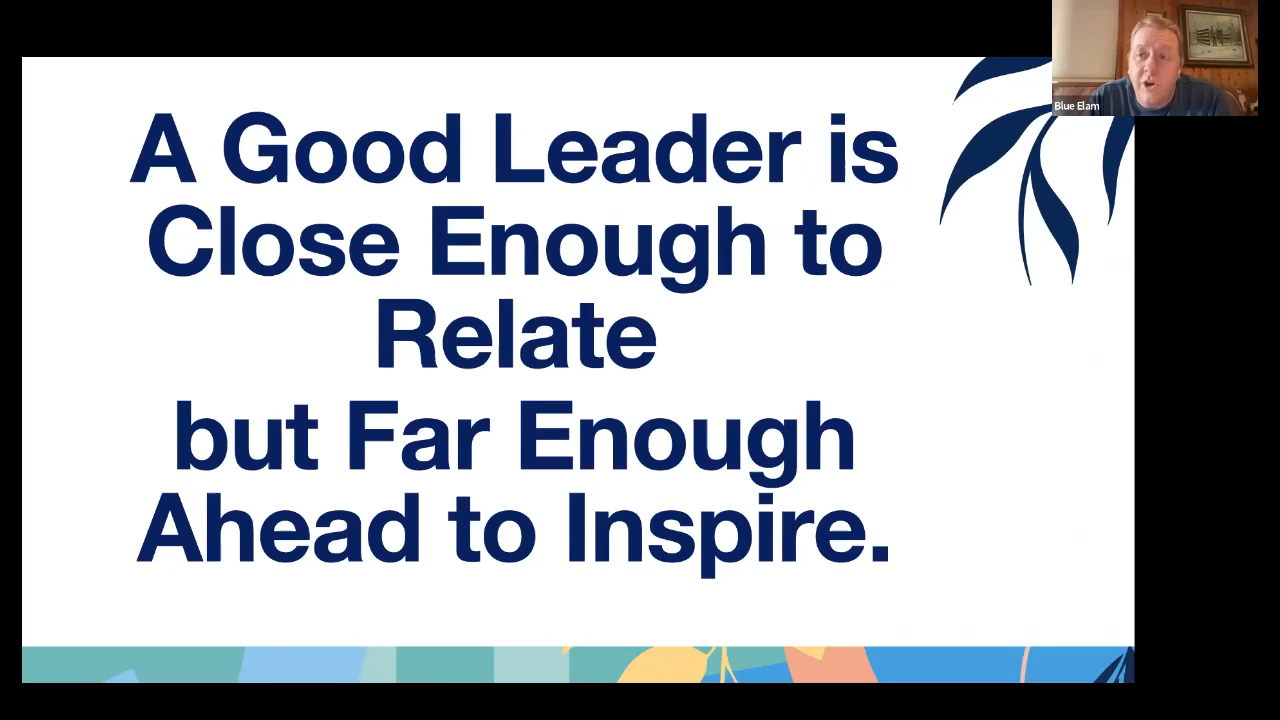 A Good Leader is
Close Enough to
Relate
but Far Enough
Ahead to Inspire.
Blue Elam